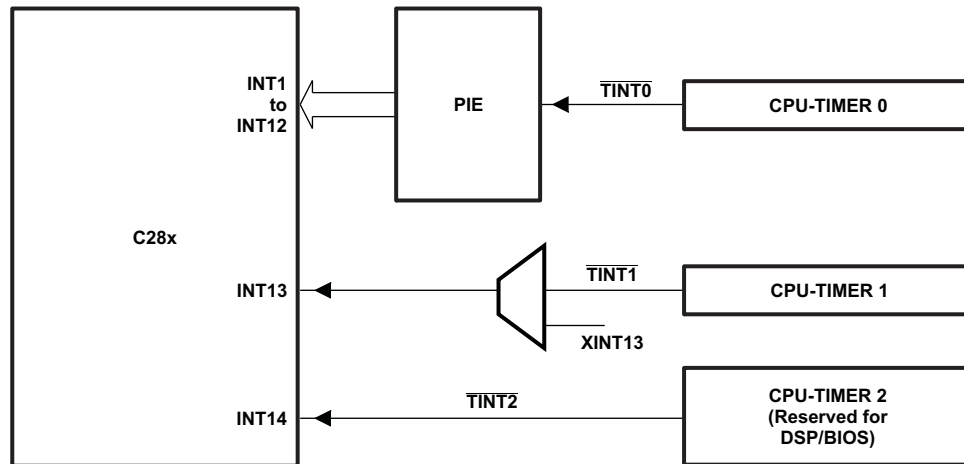 INT1
to
INT12
PIE
TINT0
CPU-TIMER 0
C28x
INT13
TINT1
CPU-TIMER 1
XINT13
INT14
TINT2
CPU-TIMER 2
(Reserved for
DSP/BIOS)